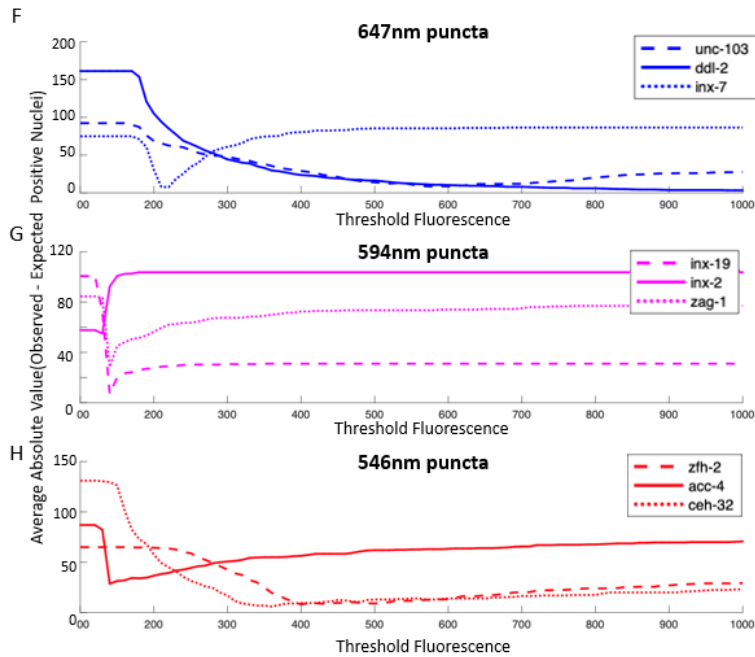 F
647nm puncta
unc-103
ddl-2
inx-7
200
150
100
50
0
00 200 300 400 500 600 700 800 900 1000
Threshold Fluorescence
G
594nm puncta
inx-19
inx-2
zag-1
120
80
40
0
00 200 300 400 500 600 700 800 900 1000
Threshold Fluorescence
H
546nm puncta
zfh-2
acc-4
ceh-32
150
100
50
0
00 200 300 400 500 600 700 800 900 1000
Threshold Fluorescence
Average Absolute Value(Observed - Expected Positive Nuclei)